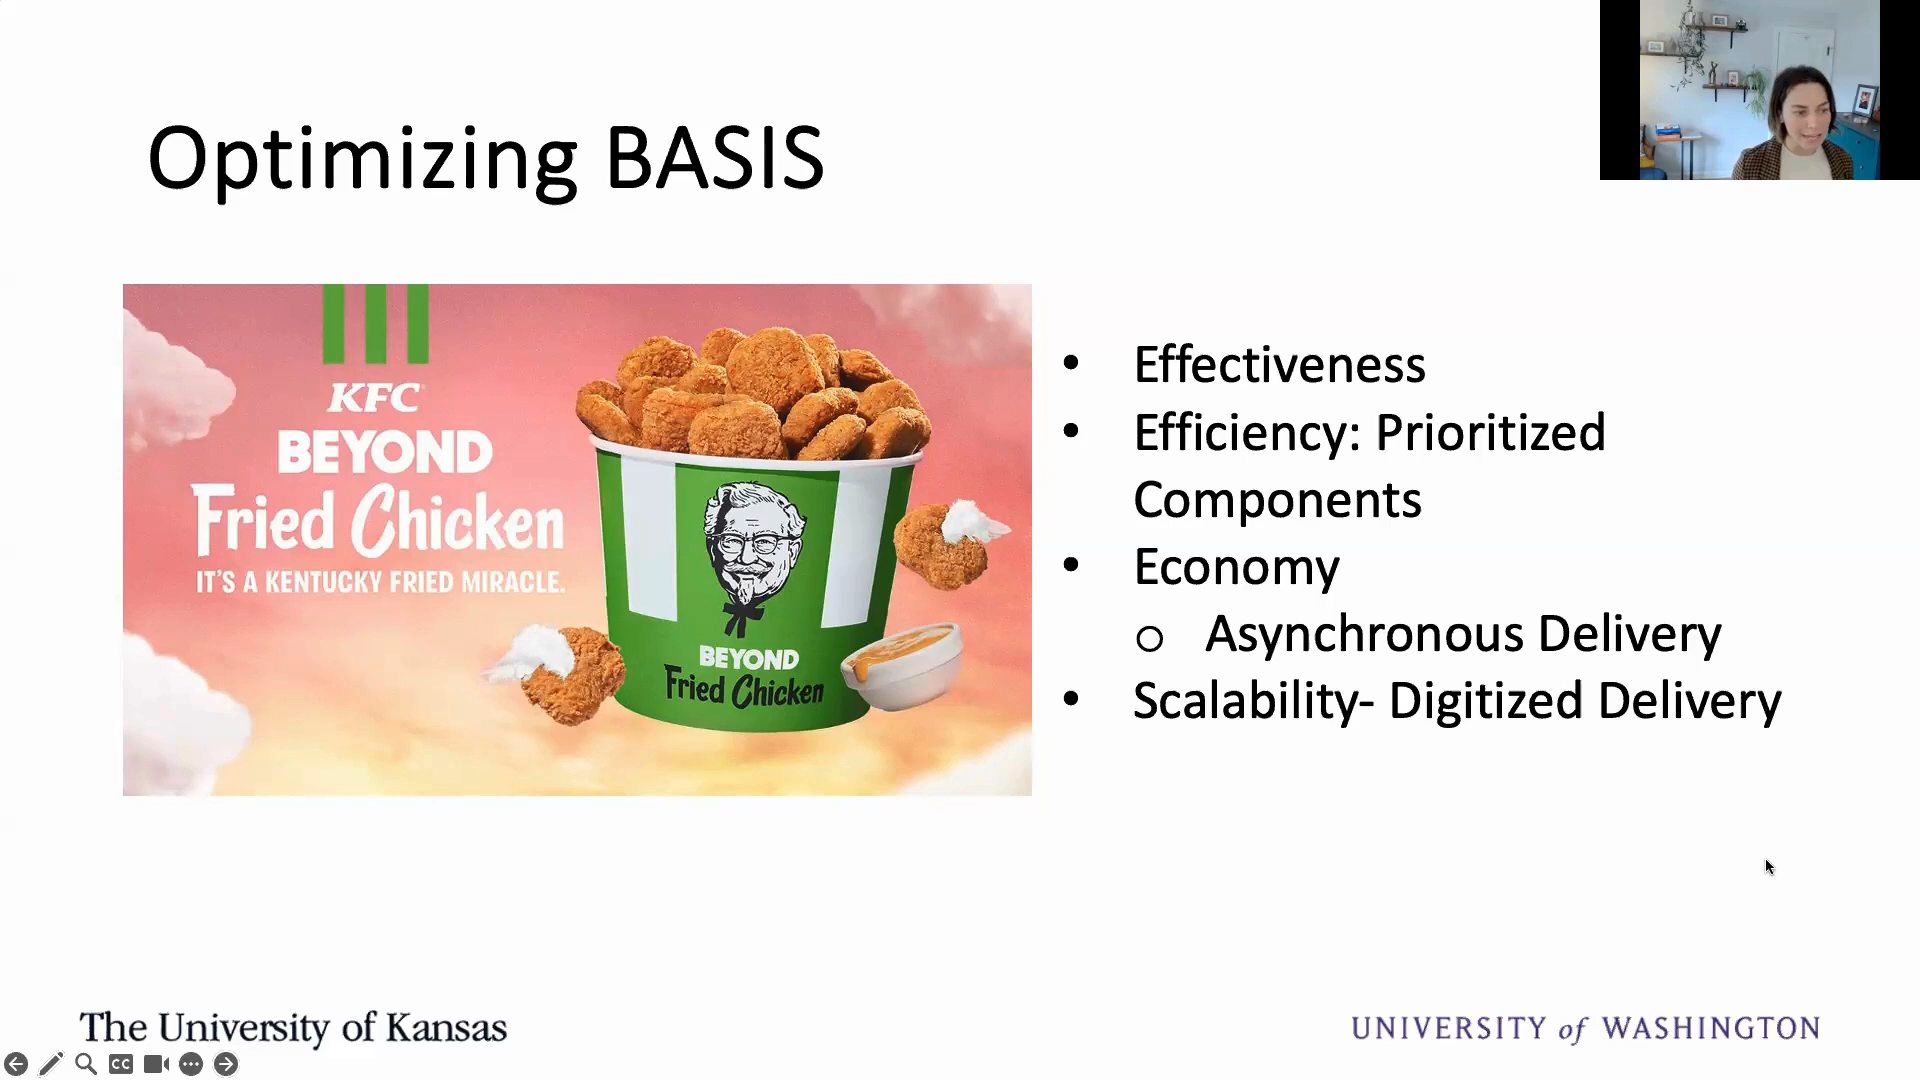 Optimizing BASIS
KFC
BEYOND
Fried Chicken
IT'S A KENTUCKY FRIED MIRACLE.
BEYOND
Fried Chicken
• Effectiveness
• Efficiency: Prioritized
Components
• Economy
o Asynchronous Delivery
• Scalability- Digitized Delivery
The University of Kansas
UNIVERSITY of WASHINGTON
CC